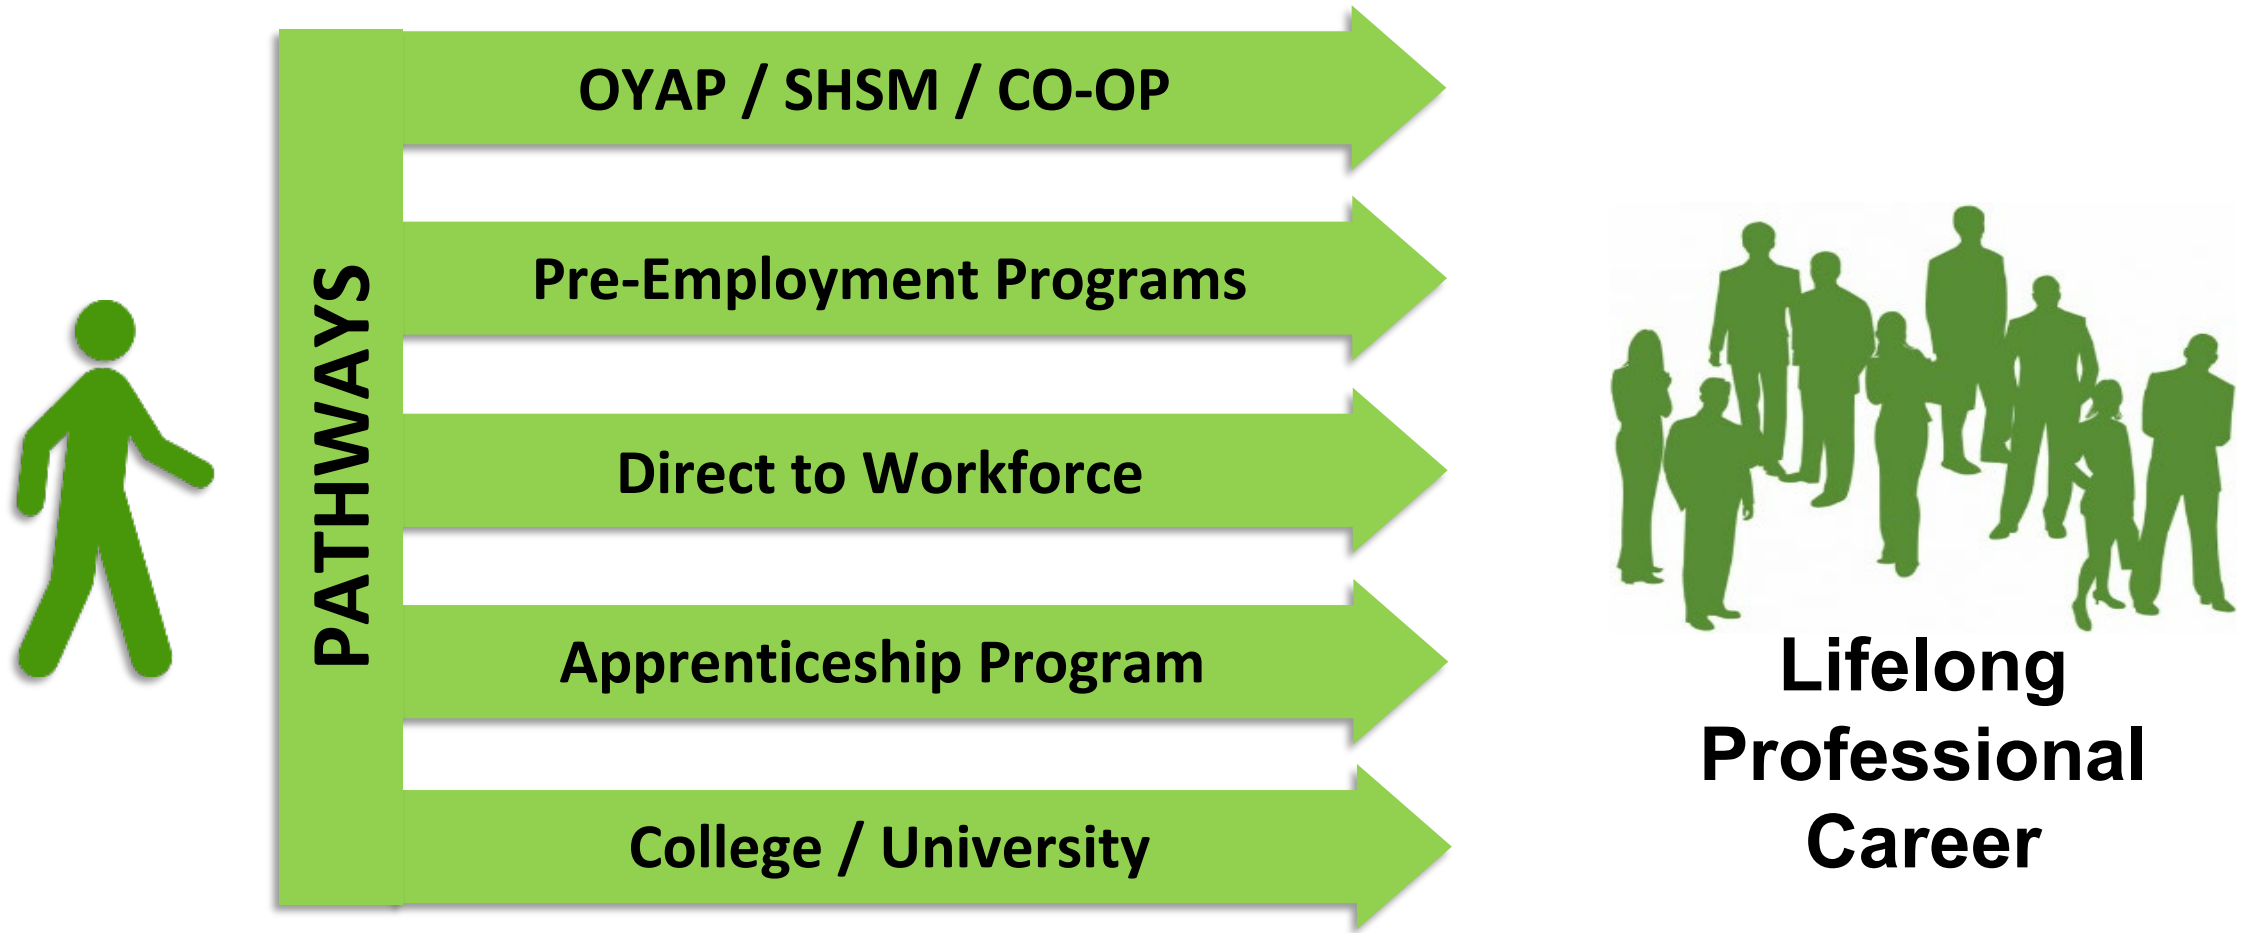 PATHWAYS
OYAP / SHSM / CO-OP
Pre-Employment Programs
Direct to Workforce
Apprenticeship Program
College / University
Lifelong
Professional
Career